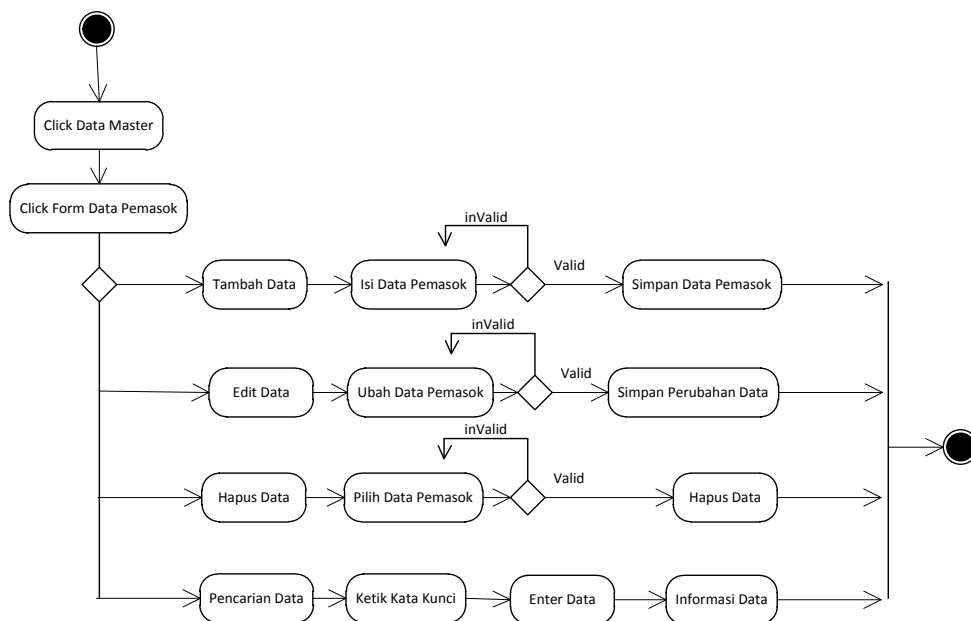 Click Data Master
Click Form Data Pemasok
inValid
Tambah Data
Isi Data Pemasok
Valid
Simpan Data Pemasok
inValid
Edit Data
Ubah Data Pemasok
Valid
Simpan Perubahan Data
inValid
Hapus Data
Pilih Data Pemasok
Valid
Hapus Data
Pencarian Data
Ketik Kata Kunci
Enter Data
Informasi Data